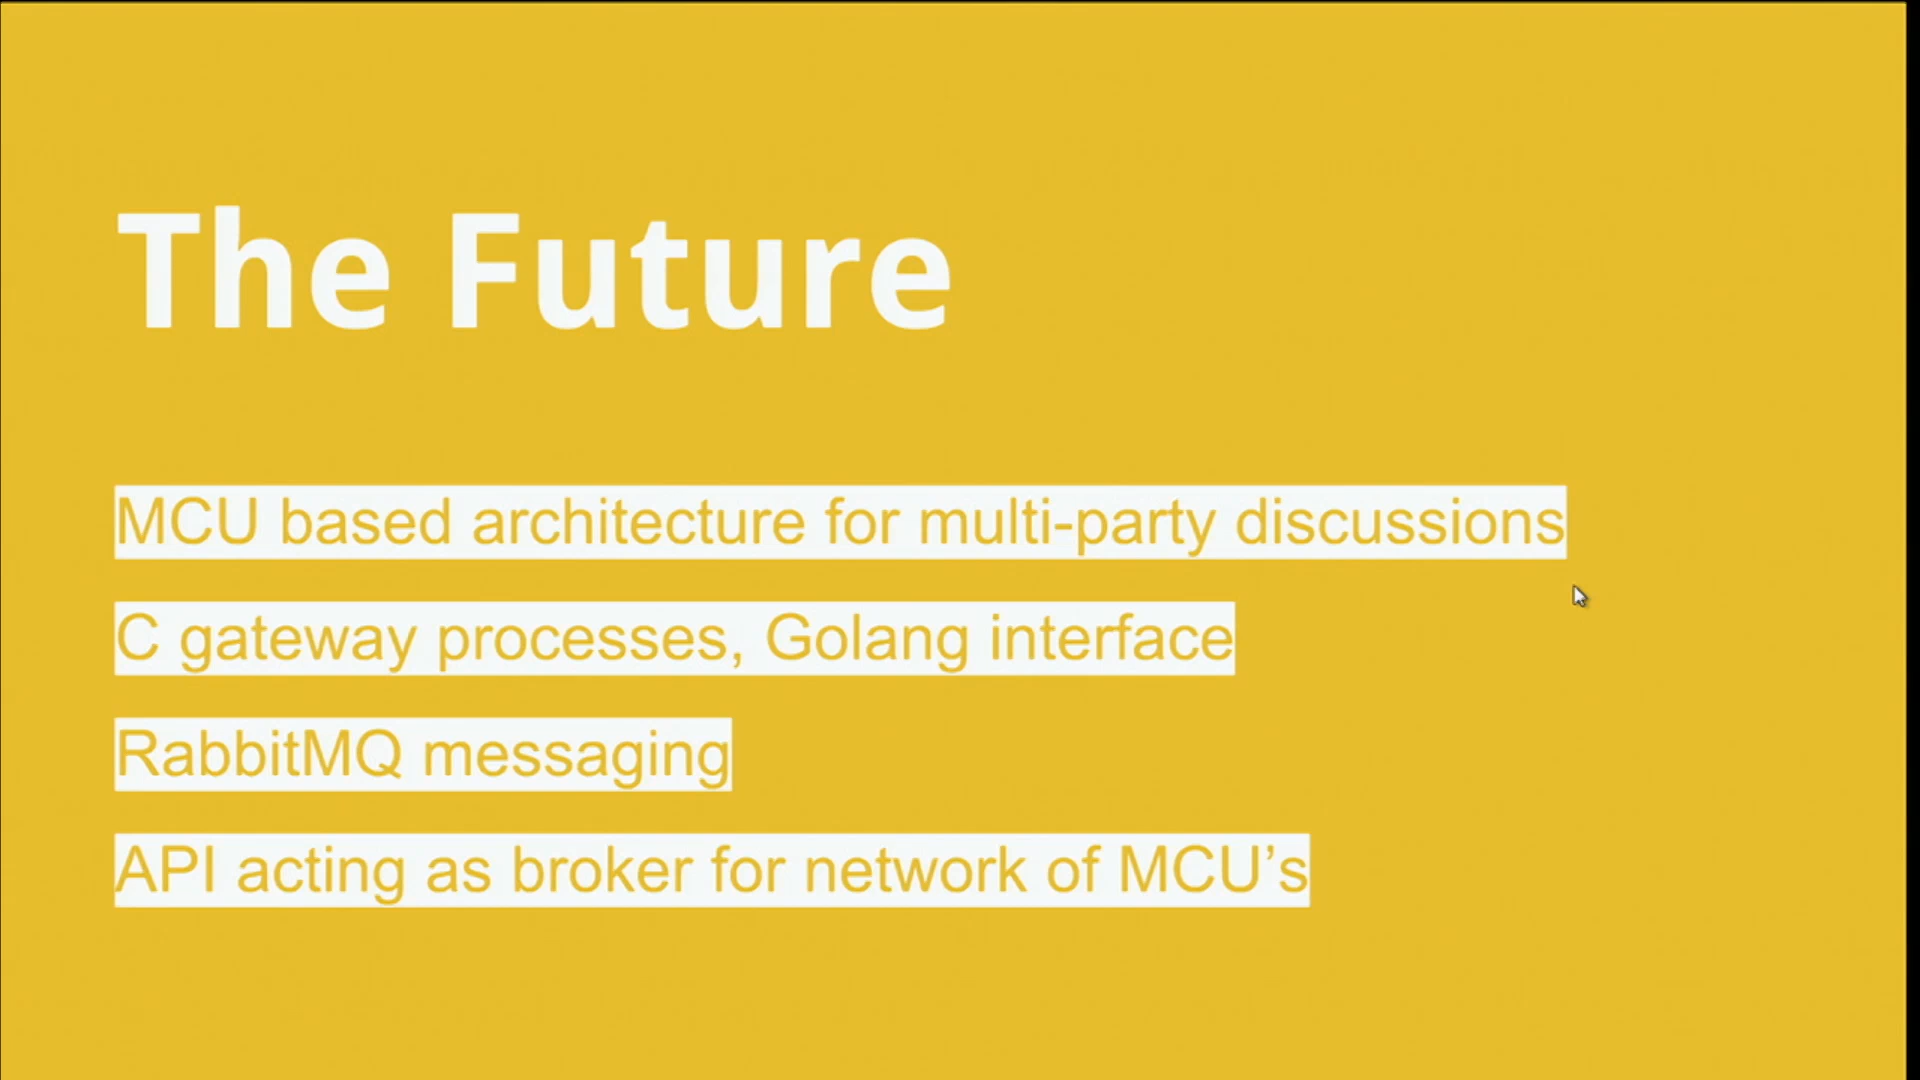 The Future
MCU based architecture for multi-party discussions
C gateway processes, Golang interface
RabbitMQ messaging
API acting as broker for network of MCU’s